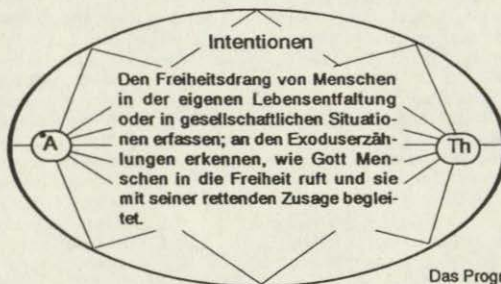 Intentionen
Den Freiheitsdrang von Menschen
in der eigenen Lebensentfaltung
oder in gesellschaftlichen Situatio-
nen erfassen; an den Exoduserzäh-
lungen erkennen, wie Gott Men-
schen in die Freiheit ruft und sie
mit seiner rettenden Zusage beglei-
tet.
A
Th
Das Prog